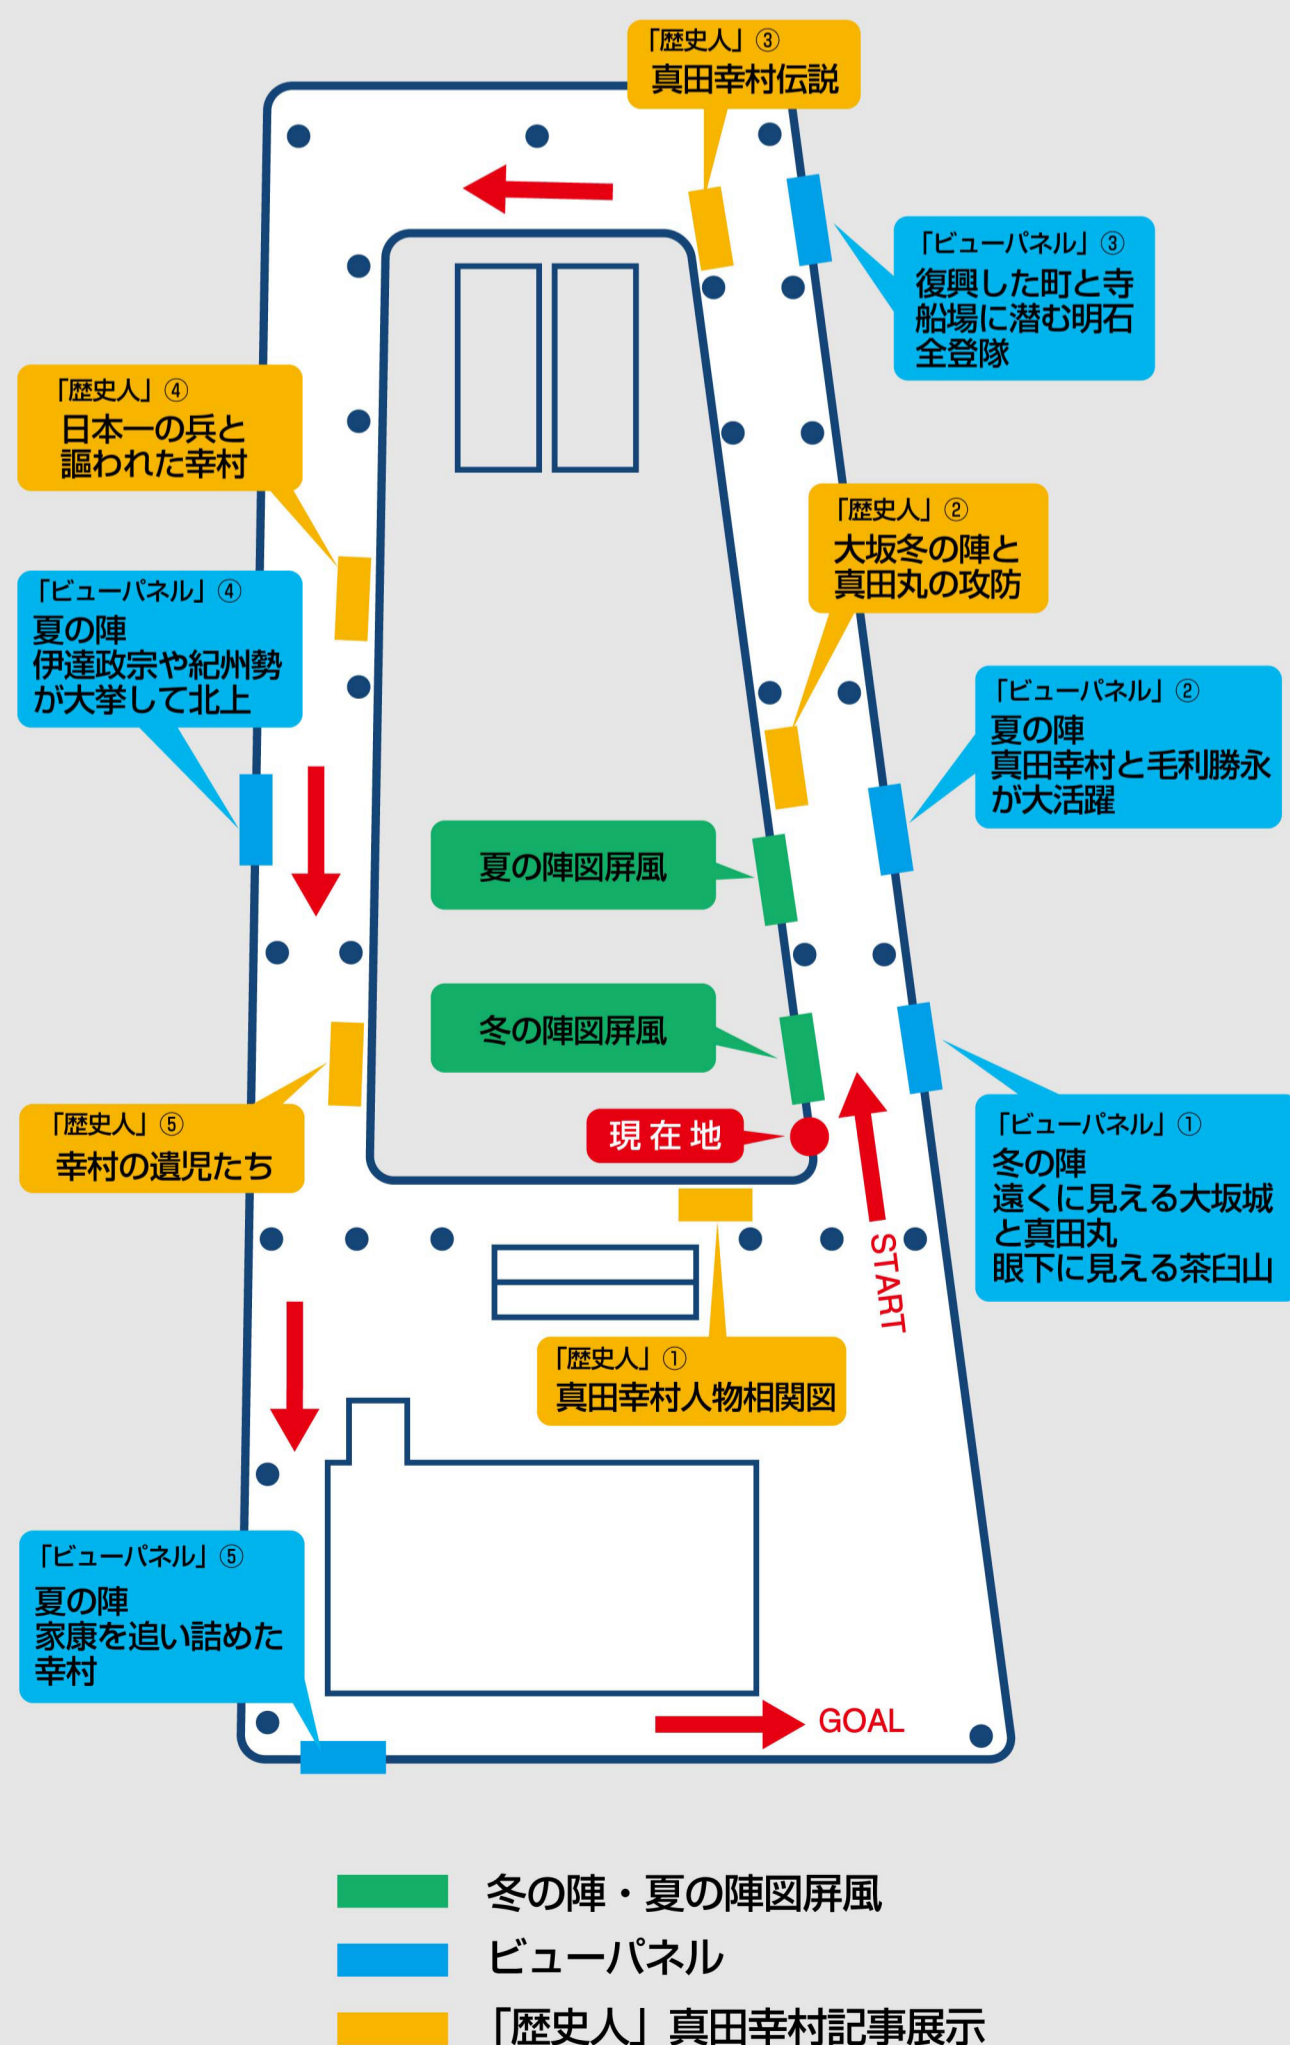 「歴史人」③
真田幸村伝説
「ビューパネル」③
復興した町と寺
船場に潜む明石
全登隊
「歴史人」④
日本一の兵と
謳われた幸村
「歴史人」②
大坂冬の陣と
真田丸の攻防
「ビューパネル」④
夏の陣
伊達政宗や紀州勢
が大挙して北上
「ビューパネル」②
夏の陣
真田幸村と毛利勝永
が大活躍
夏の陣図屏風
冬の陣図屏風
現在地
「歴史人」⑤
幸村の遺児たち
「ビューパネル」①
冬の陣
遠くに見える大坂城
と真田丸
眼下に見える茶臼山
START
「歴史人」①
真田幸村人物相関図
「ビューパネル」⑤
夏の陣
家康を追い詰めた
幸村
GOAL
冬の陣・夏の陣図屏風
ビューパネル
「歴史人」真田幸村記事展示